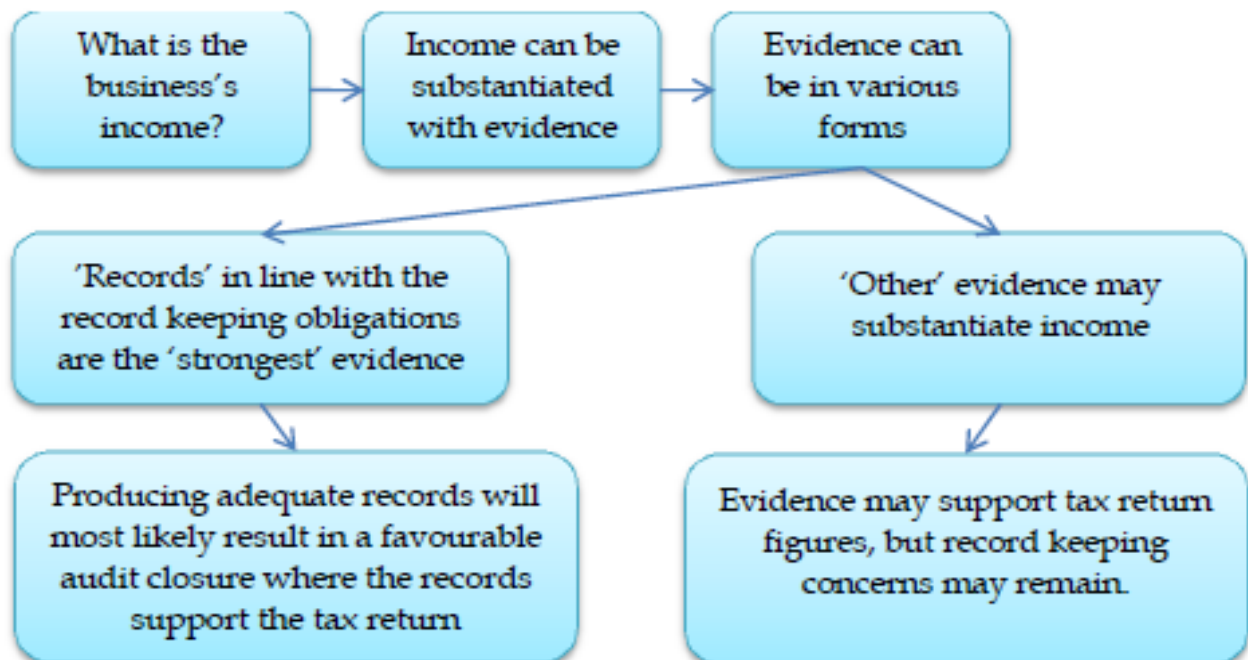 What is the
business's
income?
Income can be
substantiated
with evidence
Evidence can
be in various
forms
'Records' in line with the
record keeping obligations
are the 'strongest' evidence
'Other' evidence may
substantiate income
Producing adequate records will
most likely result in a favourable
audit closure where the records
support the tax return
Evidence may support tax return
figures, but record keeping
concerns may remain.